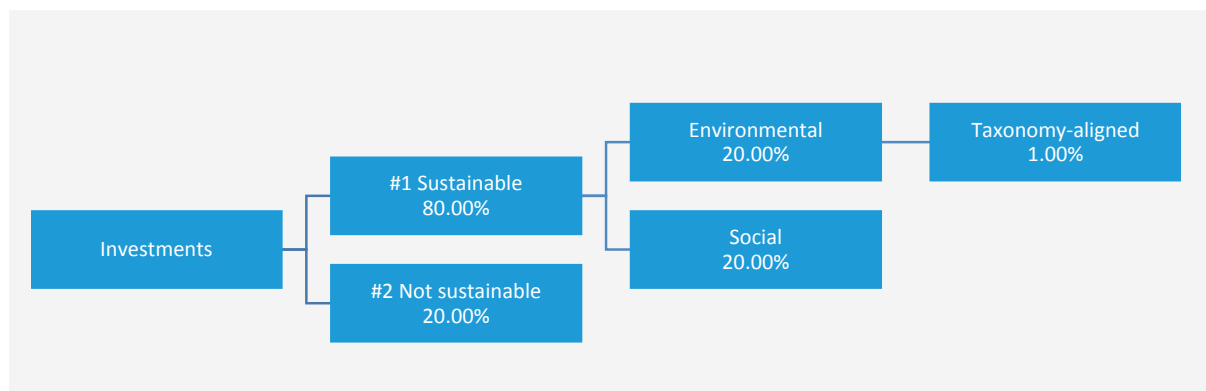 Investments
#1 Sustainable
80.00%
#2 Not sustainable
20.00%
Environmental
20.00%
Social
20.00%
Taxonomy-aligned
1.00%